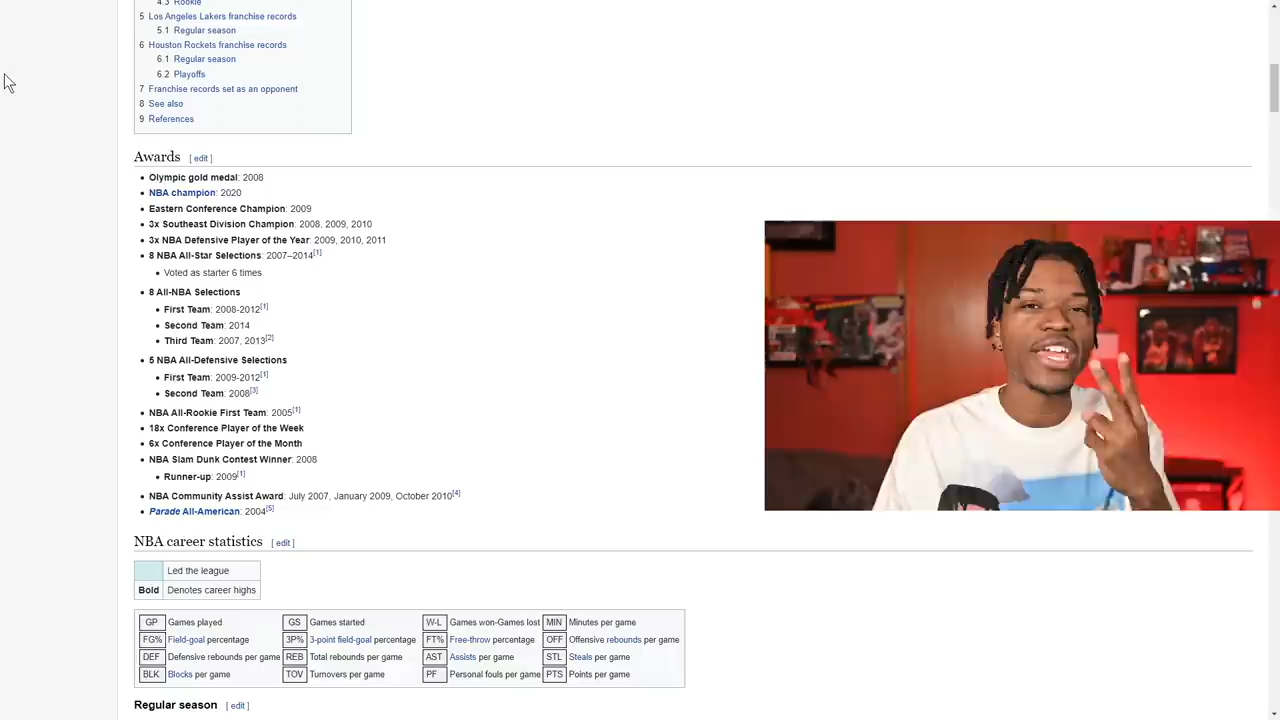 4.3 Rookie
5 Los Angeles Lakers franchise records
5.1 Regular season
6 Houston Rockets franchise records
6.1 Regular season
6.2 Playoffs
7 Franchise records set as an opponent
8 See also
9 References
Awards [ edit ]
• Olympic gold medal: 2008
• NBA champion: 2020
• Eastern Conference Champion: 2009
• 3x Southeast Division Champion: 2008, 2009, 2010
• 3x NBA Defensive Player of the Year: 2009, 2010, 2011
• 8 NBA All-Star Selections: 2007–2014[1]
• Voted as starter 6 times
• 8 All-NBA Selections
• First Team: 2008-2012[1]
• Second Team: 2014
• Third Team: 2007, 2013[2]
• 5 NBA All-Defensive Selections
• First Team: 2009-2012[1]
• Second Team: 2008[3]
• NBA All-Rookie First Team: 2005[1]
• 18x Conference Player of the Week
• 6x Conference Player of the Month
• NBA Slam Dunk Contest Winner: 2008
• Runner-up: 2009[1]
• NBA Community Assist Award: July 2007, January 2009, October 2010[4]
• Parade All-American: 2004[5]
NBA career statistics [ edit ]
Led the league
Bold Denotes career highs
GP Games played GS Games started W-L Games won-Games lost MIN Minutes per game
FG% Field-goal percentage 3P% 3-point field-goal percentage FT% Free-throw percentage OFF Offensive rebounds per game
DEF Defensive rebounds per game REB Total rebounds per game AST Assists per game STL Steals per game
BLK Blocks per game TOV Turnovers per game PF Personal fouls per game PTS Points per game
Regular season [ edit ]